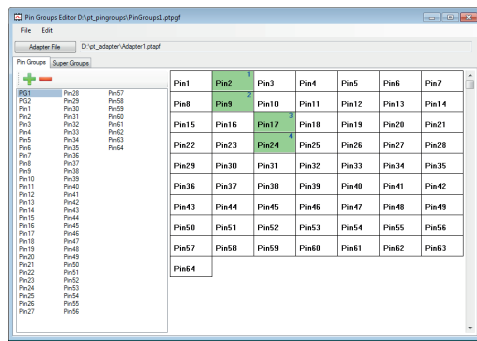 Pin Groups Editor D:\pt_pingroups\PinGroups1.ptpgf
File Edit
Adapter File D:\pt_adapter\Adapter1.ptapf
Pin Groups Super Groups
PG1 Pin28 Pin57
PG2 Pin29 Pin58
Pin1 Pin30 Pin59
Pin2 Pin31 Pin60
Pin3 Pin32 Pin61
Pin4 Pin33 Pin62
Pin5 Pin34 Pin63
Pin6 Pin35 Pin64
Pin7 Pin36
Pin8 Pin37
Pin9 Pin38
Pin10 Pin39
Pin11 Pin40
Pin12 Pin41
Pin13 Pin42
Pin14 Pin43
Pin15 Pin44
Pin16 Pin45
Pin17 Pin46
Pin18 Pin47
Pin19 Pin48
Pin20 Pin49
Pin21 Pin50
Pin22 Pin51
Pin23 Pin52
Pin24 Pin53
Pin25 Pin54
Pin26 Pin55
Pin27 Pin56
Pin1 Pin2 1 Pin3 Pin4 Pin5 Pin6 Pin7
Pin8 Pin9 2 Pin10 Pin11 Pin12 Pin13 Pin14
Pin15 Pin16 Pin17 3 Pin18 Pin19 Pin20 Pin21
Pin22 Pin23 Pin24 4 Pin25 Pin26 Pin27 Pin28
Pin29 Pin30 Pin31 Pin32 Pin33 Pin34 Pin35
Pin36 Pin37 Pin38 Pin39 Pin40 Pin41 Pin42
Pin43 Pin44 Pin45 Pin46 Pin47 Pin48 Pin49
Pin50 Pin51 Pin52 Pin53 Pin54 Pin55 Pin56
Pin57 Pin58 Pin59 Pin60 Pin61 Pin62 Pin63
Pin64